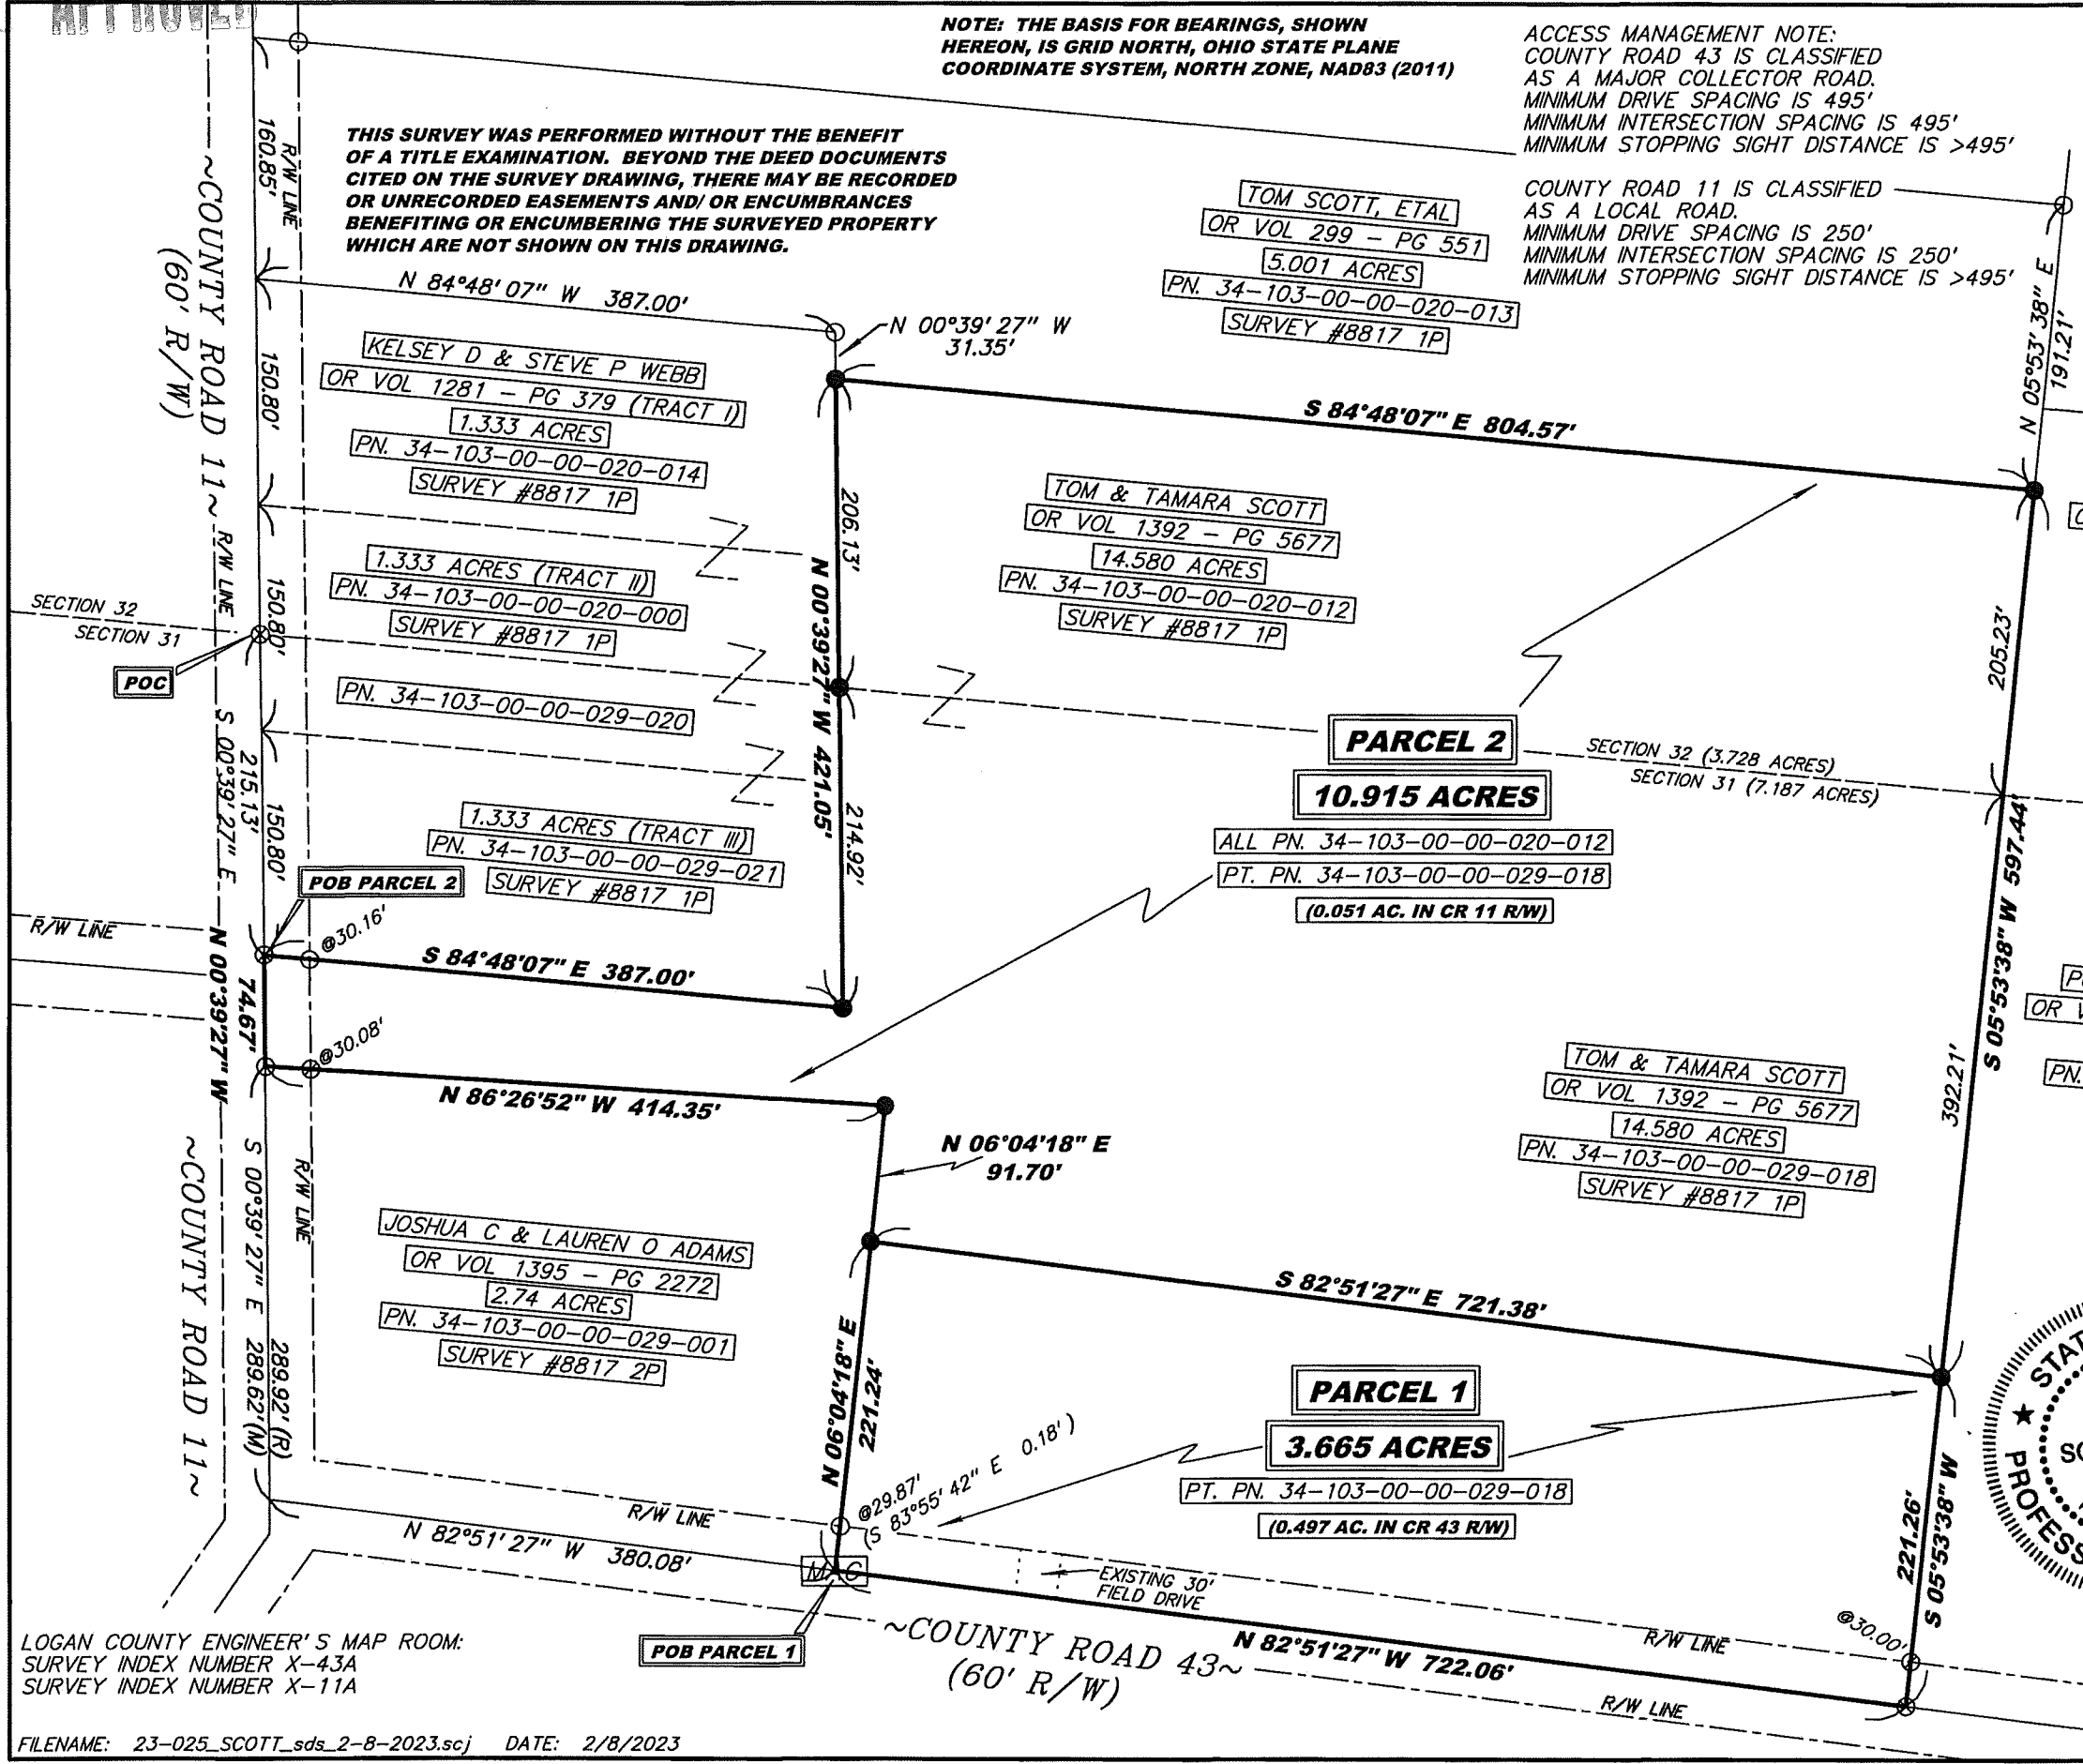 APPROVED
NOTE: THE BASIS FOR BEARINGS, SHOWN
HEREON, IS GRID NORTH, OHIO STATE PLANE
COORDINATE SYSTEM, NORTH ZONE, NAD83 (2011)
ACCESS MANAGEMENT NOTE:
COUNTY ROAD 43 IS CLASSIFIED
AS A MAJOR COLLECTOR ROAD.
MINIMUM DRIVE SPACING IS 495'
MINIMUM INTERSECTION SPACING IS 495'
MINIMUM STOPPING SIGHT DISTANCE IS >495'
COUNTY ROAD 11 IS CLASSIFIED
AS A LOCAL ROAD.
MINIMUM DRIVE SPACING IS 250'
MINIMUM INTERSECTION SPACING IS 250'
MINIMUM STOPPING SIGHT DISTANCE IS >495'
THIS SURVEY WAS PERFORMED WITHOUT THE BENEFIT
OF A TITLE EXAMINATION. BEYOND THE DEED DOCUMENTS
CITED ON THE SURVEY DRAWING, THERE MAY BE RECORDED
OR UNRECORDED EASEMENTS AND/ OR ENCUMBRANCES
BENEFITING OR ENCUMBERING THE SURVEYED PROPERTY
WHICH ARE NOT SHOWN ON THIS DRAWING.
160.85'
R/W LINE
~COUNTY ROAD 11~
(60' R/W)
TOM SCOTT, ETAL
OR VOL 299 - PG 551
5.001 ACRES
PN. 34-103-00-00-020-013
SURVEY #8817 1P
N 05°53'38" E
191.21'
N 84°48'07" W 387.00'
N 00°39'27" W
31.35'
KELSEY D & STEVE P WEBB
OR VOL 1281 - PG 379 (TRACT I)
1.333 ACRES
PN. 34-103-00-00-020-014
SURVEY #8817 1P
150.80'
S 84°48'07" E 804.57'
206.13'
TOM & TAMARA SCOTT
OR VOL 1392 - PG 5677
14.580 ACRES
PN. 34-103-00-00-020-012
SURVEY #8817 1P
1.333 ACRES (TRACT II)
PN. 34-103-00-00-020-000
SURVEY #8817 1P
R/W LINE
150.80'
SECTION 32
SECTION 31
POC
PN. 34-103-00-00-029-020
N 00°39'27" W 421.05'
205.23'
PARCEL 2
10.915 ACRES
SECTION 32 (3.728 ACRES)
SECTION 31 (7.187 ACRES)
ALL PN. 34-103-00-00-020-012
PT. PN. 34-103-00-00-029-018
(0.051 AC. IN CR 11 R/W)
S 00°39'27" E
215.13'
150.80'
1.333 ACRES (TRACT III)
PN. 34-103-00-00-029-021
SURVEY #8817 1P
214.92'
S 05°53'38" W 597.44'
POB PARCEL 2
R/W LINE
@30.16'
S 84°48'07" E 387.00'
N 00°39'27" W
74.67'
@30.08'
N 86°26'52" W 414.35'
PN.
392.21'
TOM & TAMARA SCOTT
OR VOL 1392 - PG 5677
14.580 ACRES
PN. 34-103-00-00-029-018
SURVEY #8817 1P
N 06°04'18" E
91.70'
~COUNTY ROAD 11~
S 00°39'27" E 289.62'(M)
289.92'(R)
R/W LINE
JOSHUA C & LAUREN O ADAMS
OR VOL 1395 - PG 2272
2.74 ACRES
PN. 34-103-00-00-029-001
SURVEY #8817 2P
S 82°51'27" E 721.38'
N 06°04'18" E
221.24'
PARCEL 1
3.665 ACRES
PT. PN. 34-103-00-00-029-018
(0.497 AC. IN CR 43 R/W)
@29.87'
(S 83°55'42" E 0.18')
R/W LINE
N 82°51'27" W 380.08'
M C
EXISTING 30'
FIELD DRIVE
POB PARCEL 1
~COUNTY ROAD 43~
(60' R/W)
N 82°51'27" W 722.06'
R/W LINE
R/W LINE
@30.00'
221.26'
S 05°53'38" W
LOGAN COUNTY ENGINEER'S MAP ROOM:
SURVEY INDEX NUMBER X-43A
SURVEY INDEX NUMBER X-11A
FILENAME: 23-025_SCOTT_sds_2-8-2023.scj DATE: 2/8/2023